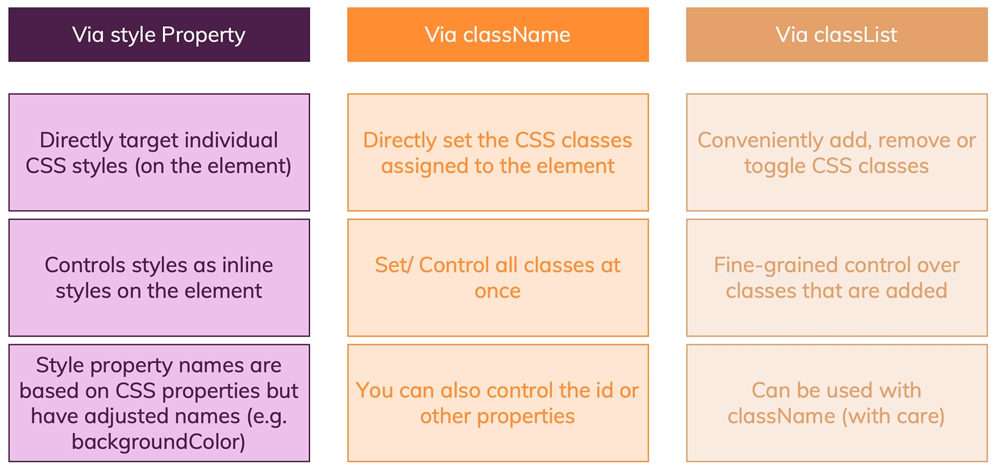 Via style Property
Via className
Via classList
Directly target individual
CSS styles (on the element)
Directly set the CSS classes
assigned to the element
Conveniently add, remove or
toggle CSS classes
Controls styles as inline
styles on the element
Set/ Control all classes at
once
Fine-grained control over
classes that are added
Style property names are
based on CSS properties but
have adjusted names (e.g.
backgroundColor)
You can also control the id or
other properties
Can be used with
className (with care)